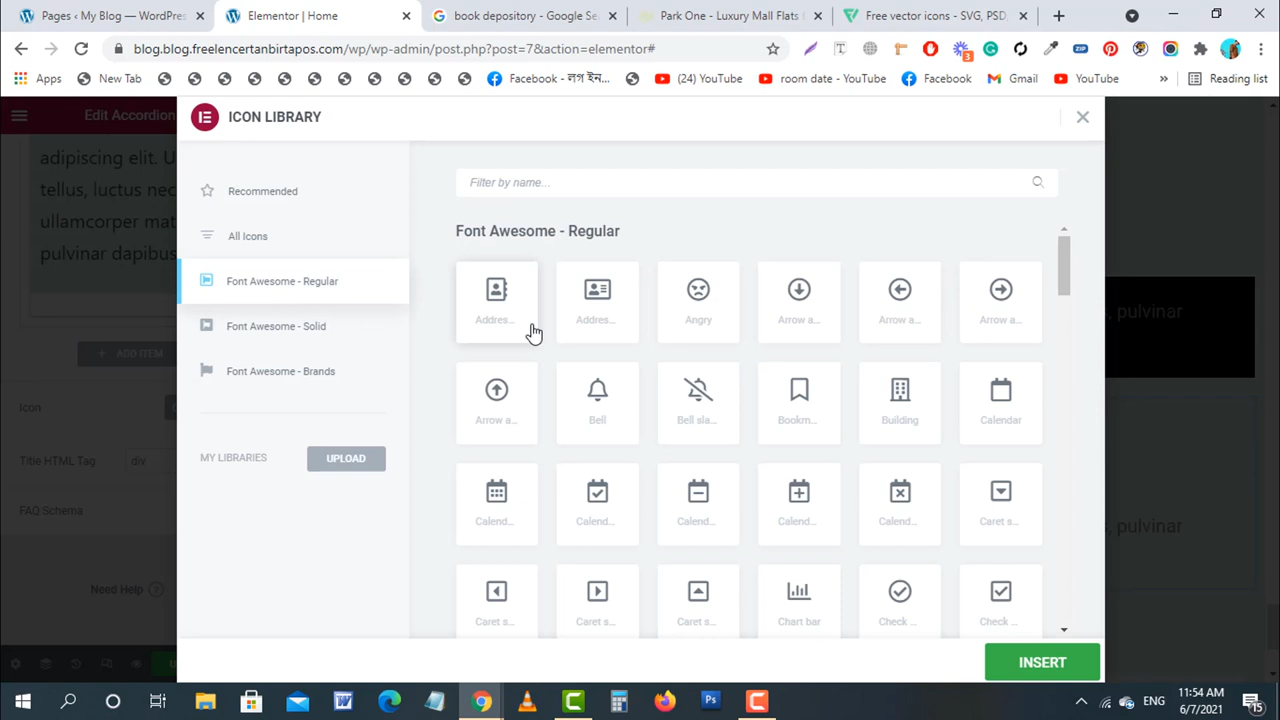 Pages ‹ My Blog — WordPres
Elementor | Home
book depository - Google Se
Park One - Luxury Mall Flats f
Free vector icons - SVG, PSD
blog.blog.freelencertanbirtapos.com/wp/wp-admin/post.php?post=7&action=elementor#
Apps
New Tab
Facebook - লগ ইন...
(24) YouTube
room date - YouTube
Facebook
Gmail
YouTube
»
Reading list
Edit Accordion
adipiscing elit. U
tellus, luctus nec
ullamcorper mat
pulvinar dapibus
ADD ITEM
Icon
Title HTML Tag
div
FAQ Schema
Need Help
ICON LIBRARY
Recommended
All Icons
Font Awesome - Regular
Font Awesome - Solid
Font Awesome - Brands
MY LIBRARIES
UPLOAD
Filter by name...
Font Awesome - Regular
Addres...
Addres...
Angry
Arrow a...
Arrow a...
Arrow a...
Arrow a...
Bell
Bell sla...
Bookm...
Building
Calendar
Calend...
Calend...
Calend...
Calend...
Calend...
Caret s...
Caret s...
Caret s...
Caret s...
Chart bar
Check ...
Check ...
INSERT
s, pulvinar
s, pulvinar
ENG
11:54 AM
6/7/2021
15